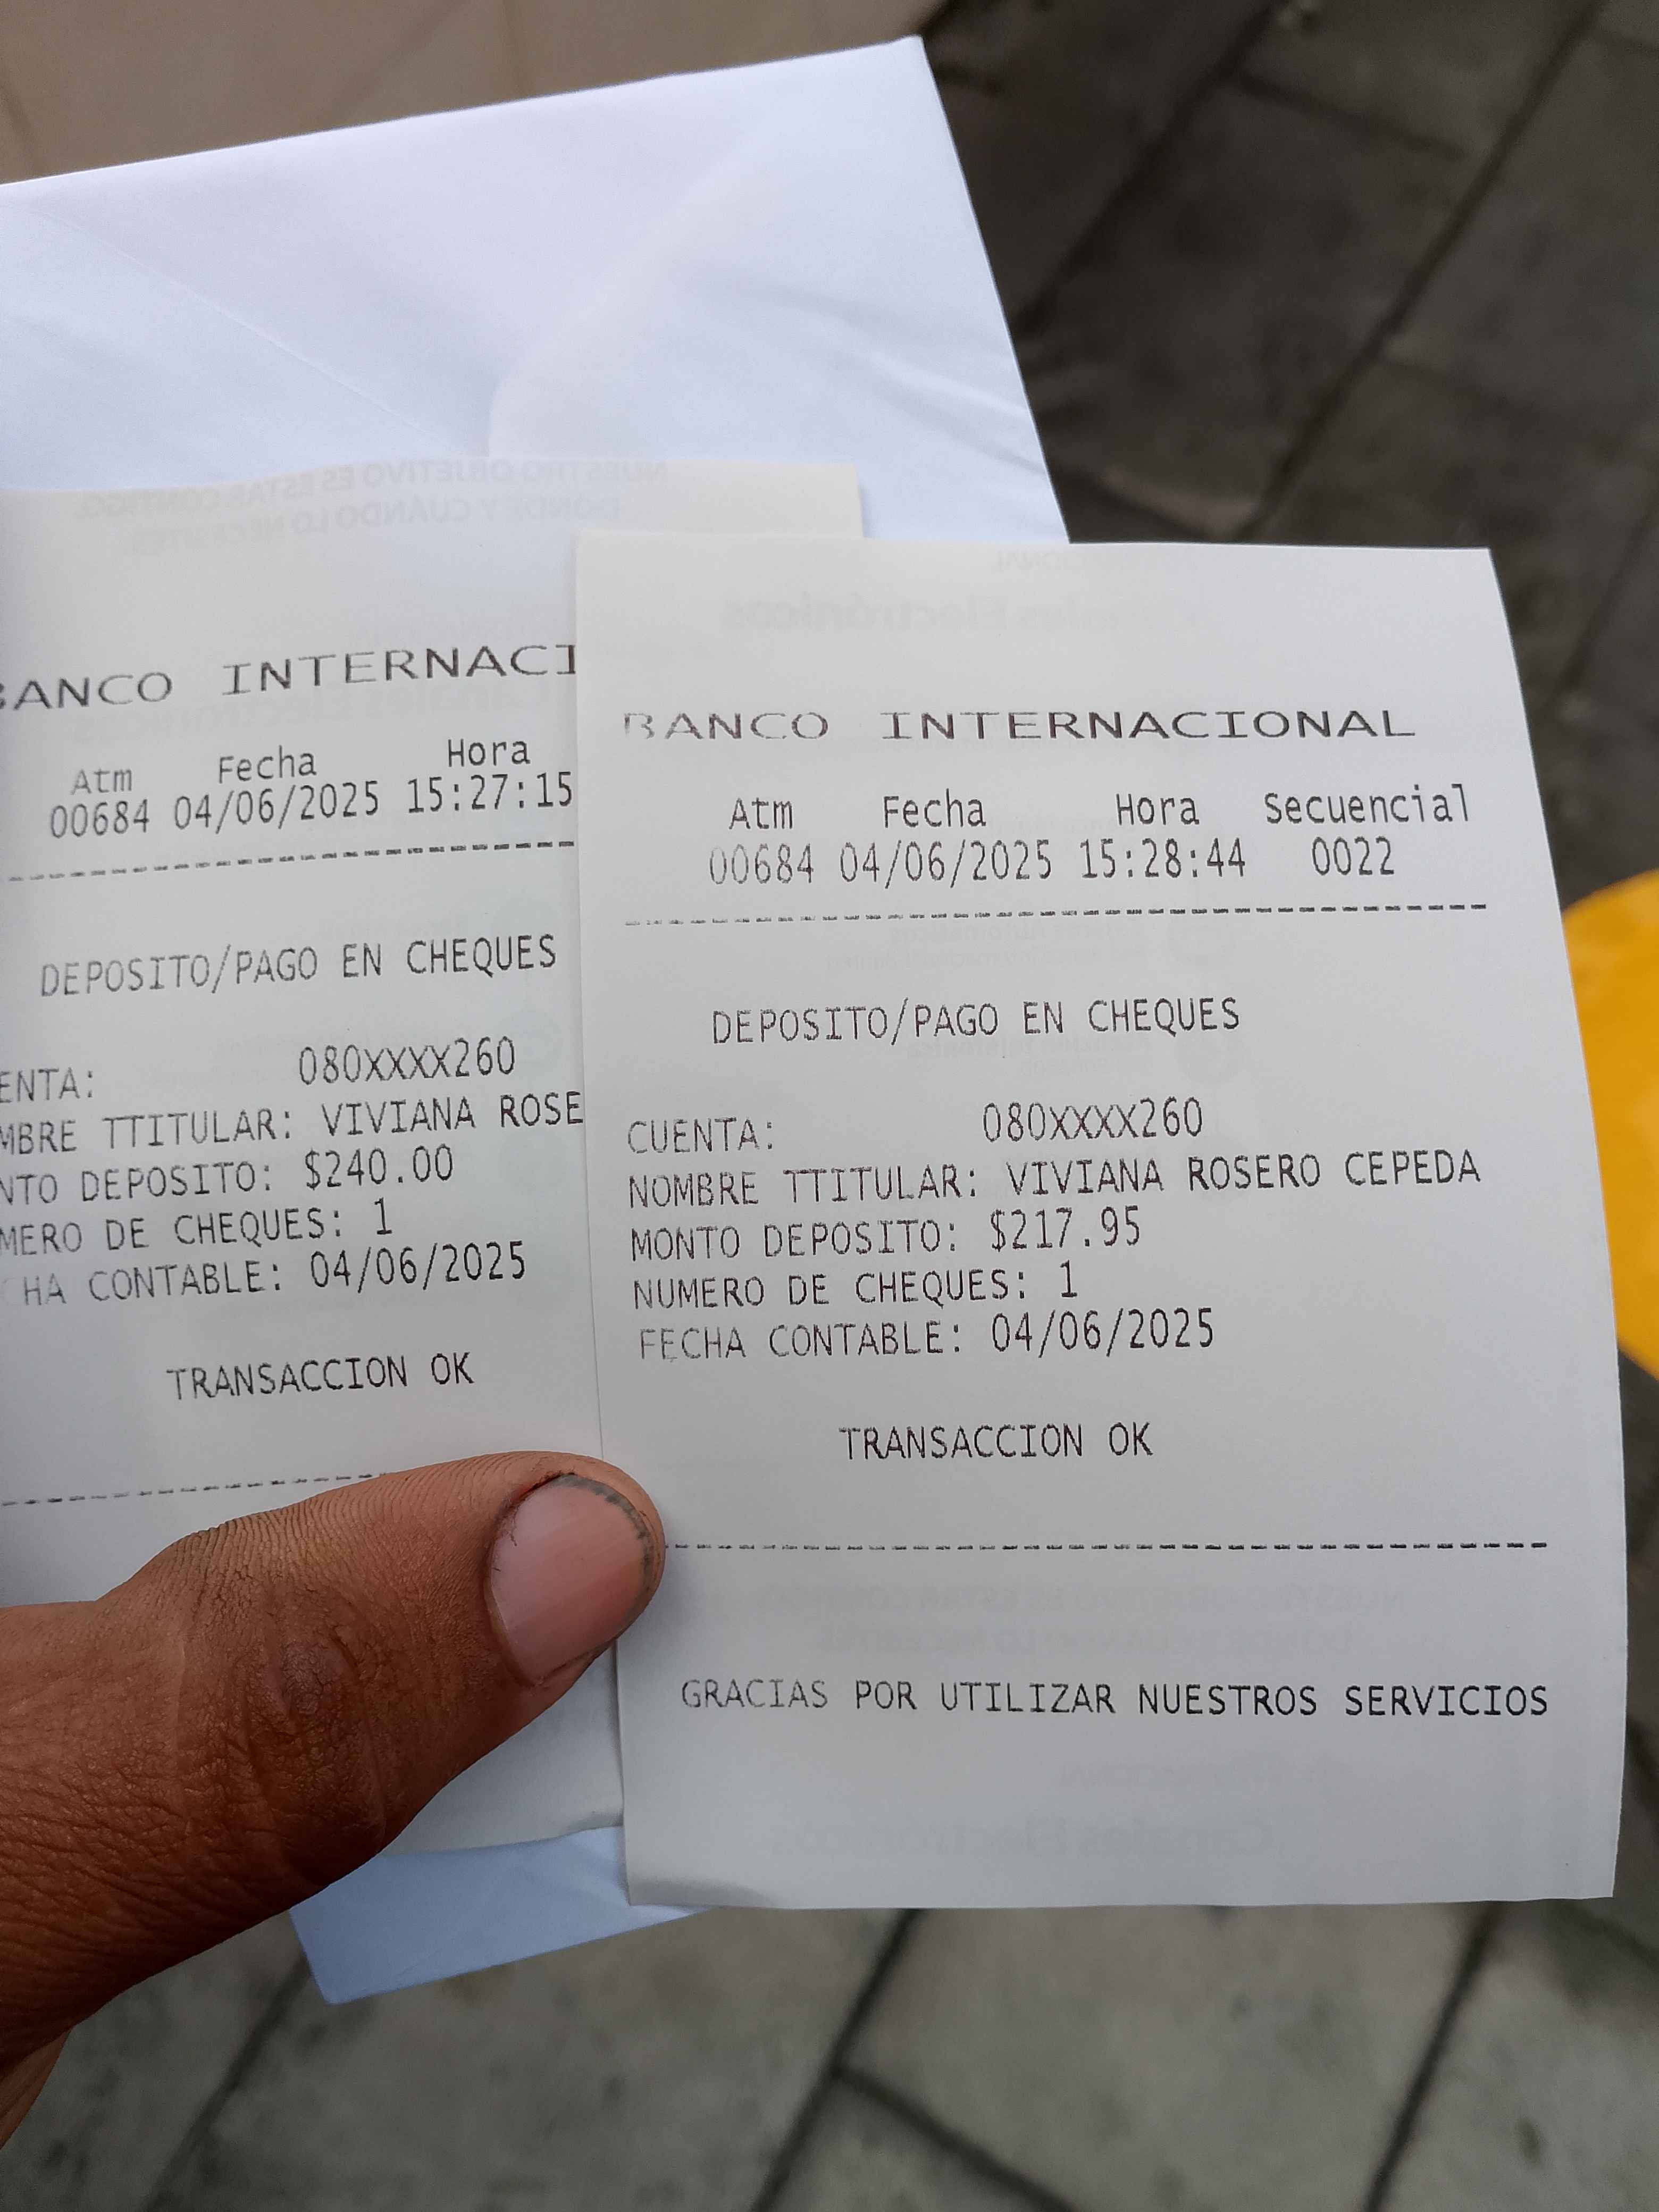 BANCO INTERNACI
Atm Fecha Hora
00684 04/06/2025 15:27:15
DEPOSITO/PAGO EN CHEQUES
ENTA: 080XXXX260
MBRE TTITULAR: VIVIANA ROSE
NTO DEPOSITO: $240.00
MERO DE CHEQUES: 1
HA CONTABLE: 04/06/2025
TRANSACCION OK
BANCO INTERNACIONAL
Atm Fecha Hora Secuencial
00684 04/06/2025 15:28:44 0022
DEPOSITO/PAGO EN CHEQUES
CUENTA: 080XXXX260
NOMBRE TTITULAR: VIVIANA ROSERO CEPEDA
MONTO DEPOSITO: $217.95
NUMERO DE CHEQUES: 1
FECHA CONTABLE: 04/06/2025
TRANSACCION OK
GRACIAS POR UTILIZAR NUESTROS SERVICIOS